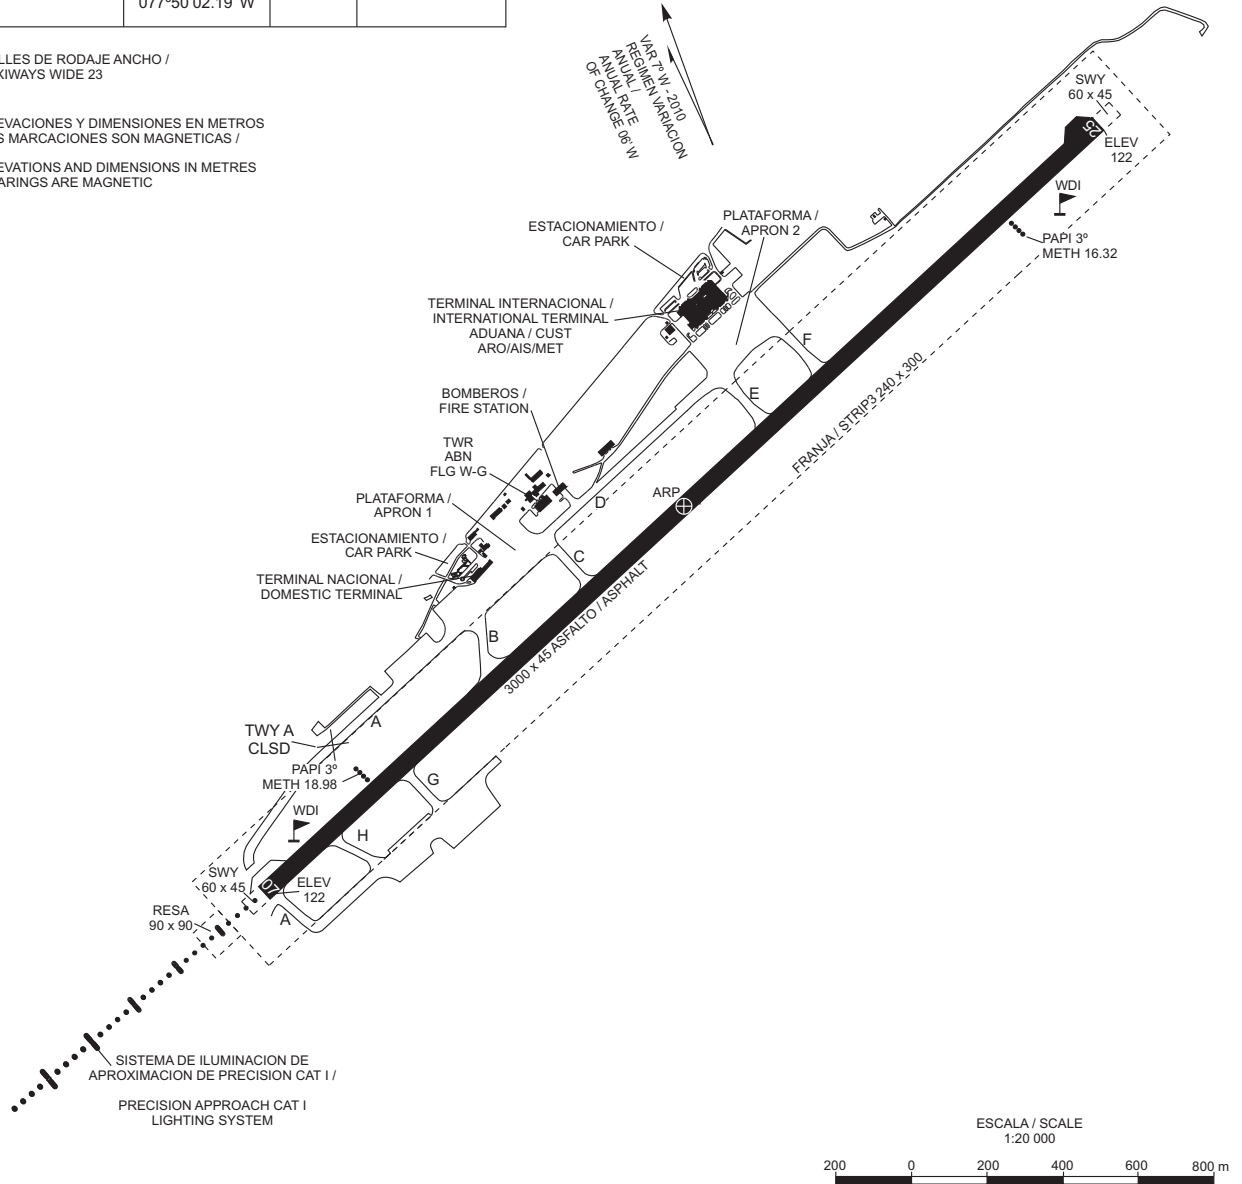 077º50'02.19"W
LLES DE RODAJE ANCHO /
XIWAYS WIDE 23
EVACIONES Y DIMENSIONES EN METROS
S MARCACIONES SON MAGNETICAS /
EVATIONS AND DIMENSIONS IN METRES
ARINGS ARE MAGNETIC
VAR 7º W - 2010
REGIMEN VARIACION
ANUAL /
ANUAL RATE
OF CHANGE 06' W
SWY
60 x 45
25
ELEV
122
WDI
PAPI 3º
METH 16.32
ESTACIONAMIENTO /
CAR PARK
PLATAFORMA /
APRON 2
TERMINAL INTERNACIONAL /
INTERNATIONAL TERMINAL
ADUANA / CUST
ARO/AIS/MET
F
E
FRANJA / STRIP3 240 x 300
BOMBEROS /
FIRE STATION
TWR
ABN
FLG W-G
D
ARP
PLATAFORMA /
APRON 1
C
ESTACIONAMIENTO /
CAR PARK
TERMINAL NACIONAL /
DOMESTIC TERMINAL
B
3000 x 45 ASFALTO / ASPHALT
A
TWY A
CLSD
PAPI 3º
METH 18.98
G
WDI
H
SWY
60 x 45
07
ELEV
122
RESA
90 x 90
A
SISTEMA DE ILUMINACION DE
APROXIMACION DE PRECISION CAT I /
PRECISION APPROACH CAT I
LIGHTING SYSTEM
ESCALA / SCALE
1:20 000
200 0 200 400 600 800 m